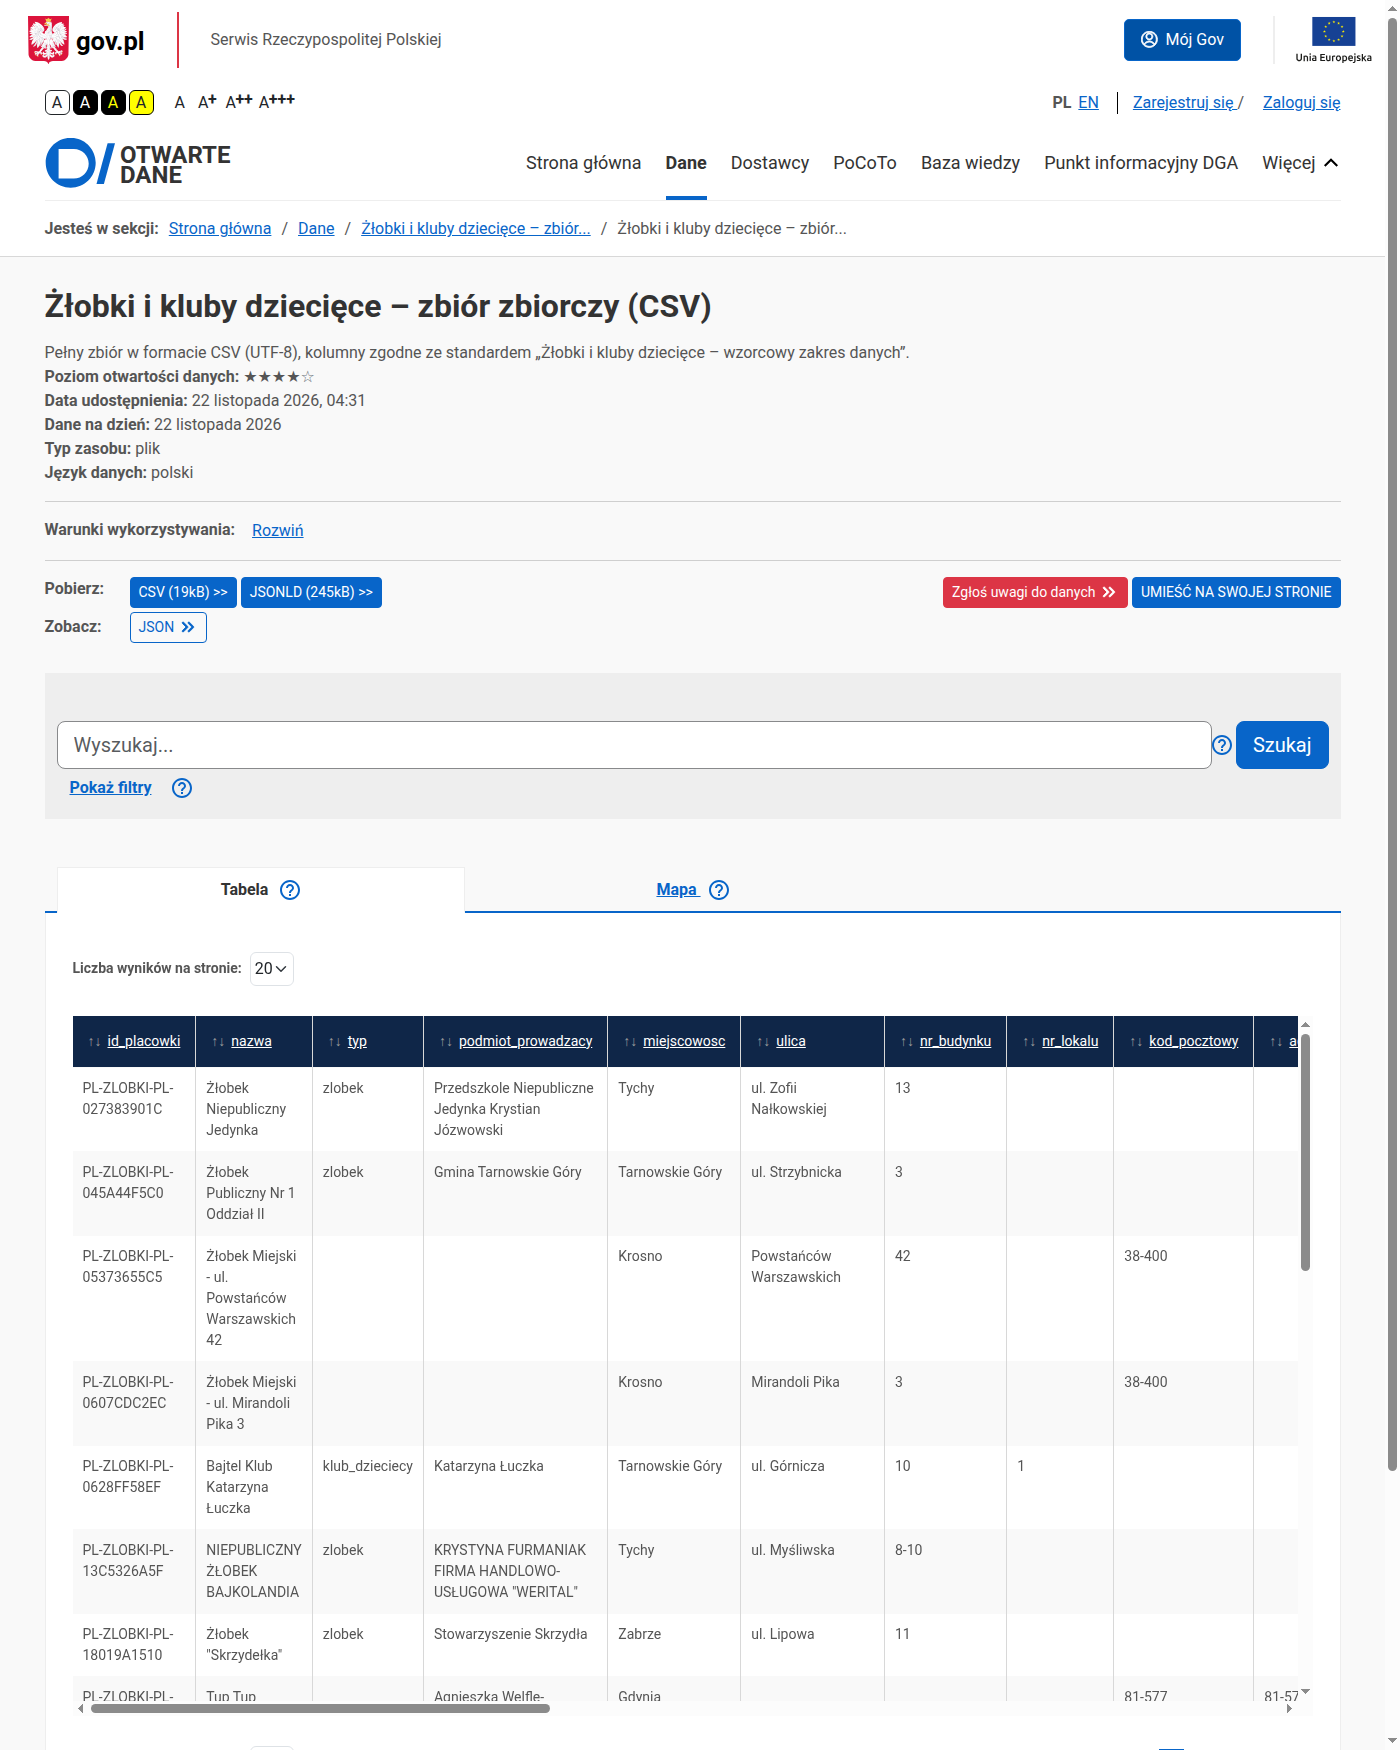 gov.pl
Serwis Rzeczypospolitej Polskiej
Mój Gov
Unia Europejska
A A A A A A+ A++ A+++
PL EN Zarejestruj się / Zaloguj się
OTWARTE
DANE
Strona główna Dane Dostawcy PoCoTo Baza wiedzy Punkt informacyjny DGA Więcej
Jesteś w sekcji: Strona główna / Dane / Żłobki i kluby dziecięce – zbiór... / Żłobki i kluby dziecięce – zbiór...
Żłobki i kluby dziecięce – zbiór zbiorczy (CSV)
Pełny zbiór w formacie CSV (UTF-8), kolumny zgodne ze standardem „Żłobki i kluby dziecięce – wzorcowy zakres danych”.
Poziom otwartości danych: ★★★★☆
Data udostępnienia: 22 listopada 2026, 04:31
Dane na dzień: 22 listopada 2026
Typ zasobu: plik
Język danych: polski
Warunki wykorzystywania: Rozwiń
Pobierz: CSV (19kB) >> JSONLD (245kB) >> Zgłoś uwagi do danych UMIEŚĆ NA SWOJEJ STRONIE
Zobacz: JSON
Wyszukaj... Szukaj
Pokaż filtry
Tabela Mapa
Liczba wyników na stronie: 20
↑↓ id_placowki ↑↓ nazwa ↑↓ typ ↑↓ podmiot_prowadzacy ↑↓ miejscowosc ↑↓ ulica ↑↓ nr_budynku ↑↓ nr_lokalu ↑↓ kod_pocztowy ↑↓ a
PL-ZLOBKI-PL- Żłobek zlobek Przedszkole Niepubliczne Tychy ul. Zofii 13
027383901C Niepubliczny Jedynka Krystian Nałkowskiej
Jedynka Józwowski
PL-ZLOBKI-PL- Żłobek zlobek Gmina Tarnowskie Góry Tarnowskie Góry ul. Strzybnicka 3
045A44F5C0 Publiczny Nr 1
Oddział II
PL-ZLOBKI-PL- Żłobek Miejski Krosno Powstańców 42 38-400
05373655C5 - ul. Warszawskich
Powstańców
Warszawskich
42
PL-ZLOBKI-PL- Żłobek Miejski Krosno Mirandoli Pika 3 38-400
0607CDC2EC - ul. Mirandoli
Pika 3
PL-ZLOBKI-PL- Bajtel Klub klub_dzieciecy Katarzyna Łuczka Tarnowskie Góry ul. Górnicza 10 1
0628FF58EF Katarzyna
Łuczka
PL-ZLOBKI-PL- NIEPUBLICZNY zlobek KRYSTYNA FURMANIAK Tychy ul. Myśliwska 8-10
13C5326A5F ŻŁOBEK FIRMA HANDLOWO-
BAJKOLANDIA USŁUGOWA "WERITAL"
PL-ZLOBKI-PL- Żłobek zlobek Stowarzyszenie Skrzydła Zabrze ul. Lipowa 11
18019A1510 "Skrzydełka"
PL-ZLOBKI-PL- Tup Tup Agnieszka Welfle- Gdynia 81-577 81-57